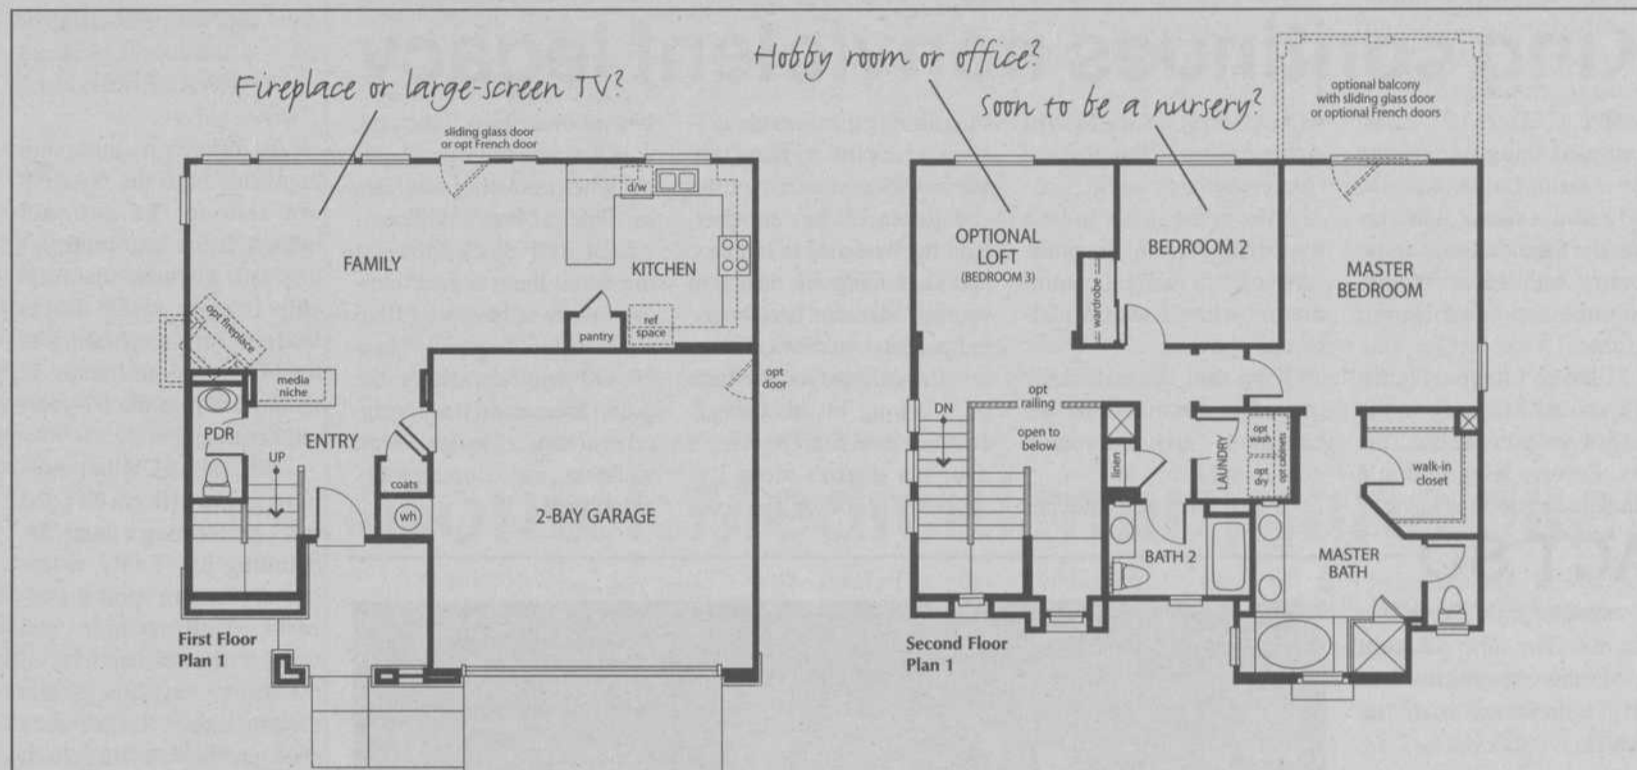 Fireplace or large-screen TV?
Hobby room or office?
Soon to be a nursery?
sliding glass door
or opt French door
d/w
FAMILY
KITCHEN
opt fireplace
pantry
ref
space
media
niche
opt
door
PDR
ENTRY
UP
coats
wh
2-BAY GARAGE
First Floor
Plan 1
optional balcony
with sliding glass door
or optional French doors
OPTIONAL
LOFT
(BEDROOM 3)
BEDROOM 2
MASTER
BEDROOM
wardrobe
DN
opt
railing
open to
below
linen
LAUNDRY
opt
wash
opt
dry
opt cabinets
walk-in
closet
BATH 2
MASTER
BATH
Second Floor
Plan 1